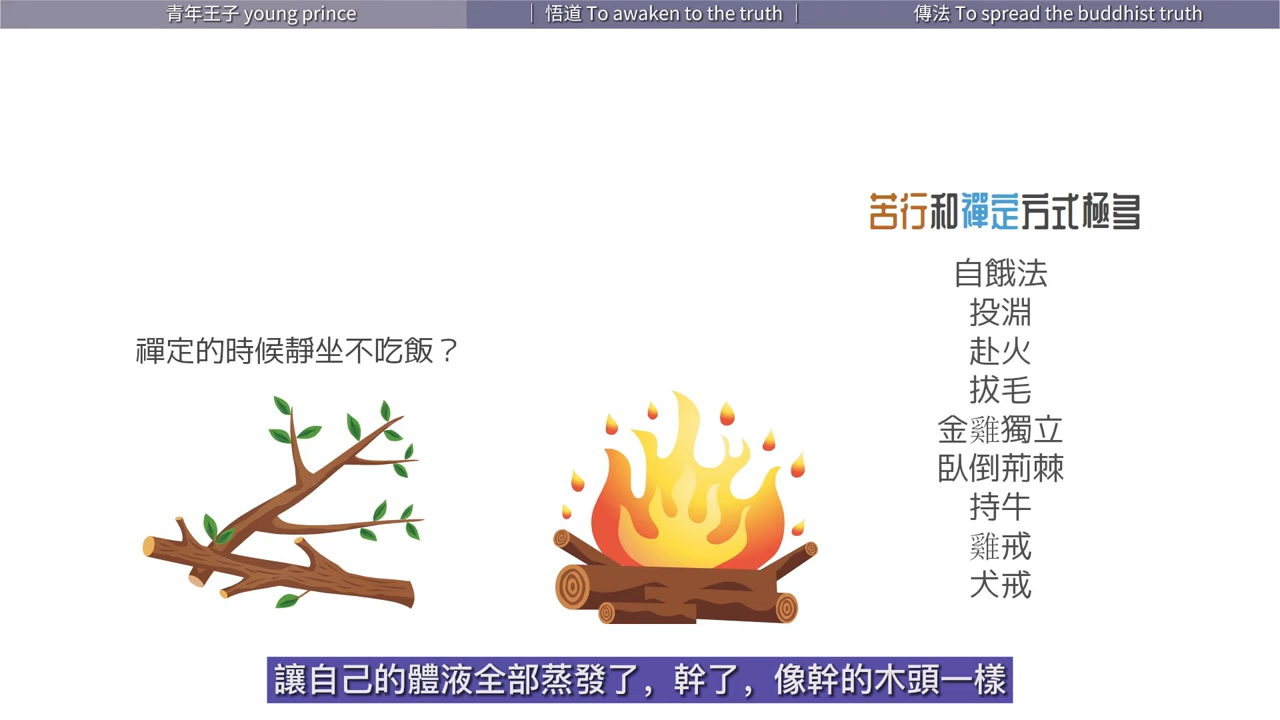 青年王子 young prince
｜ 悟道 To awaken to the truth ｜
傳法 To spread the buddhist truth
苦行和禪定方式極多
自餓法
投淵
赴火
拔毛
金雞獨立
臥倒荊棘
持牛
雞戒
犬戒
禪定的時候靜坐不吃飯？
讓自己的體液全部蒸發了，幹了，像幹的木頭一樣